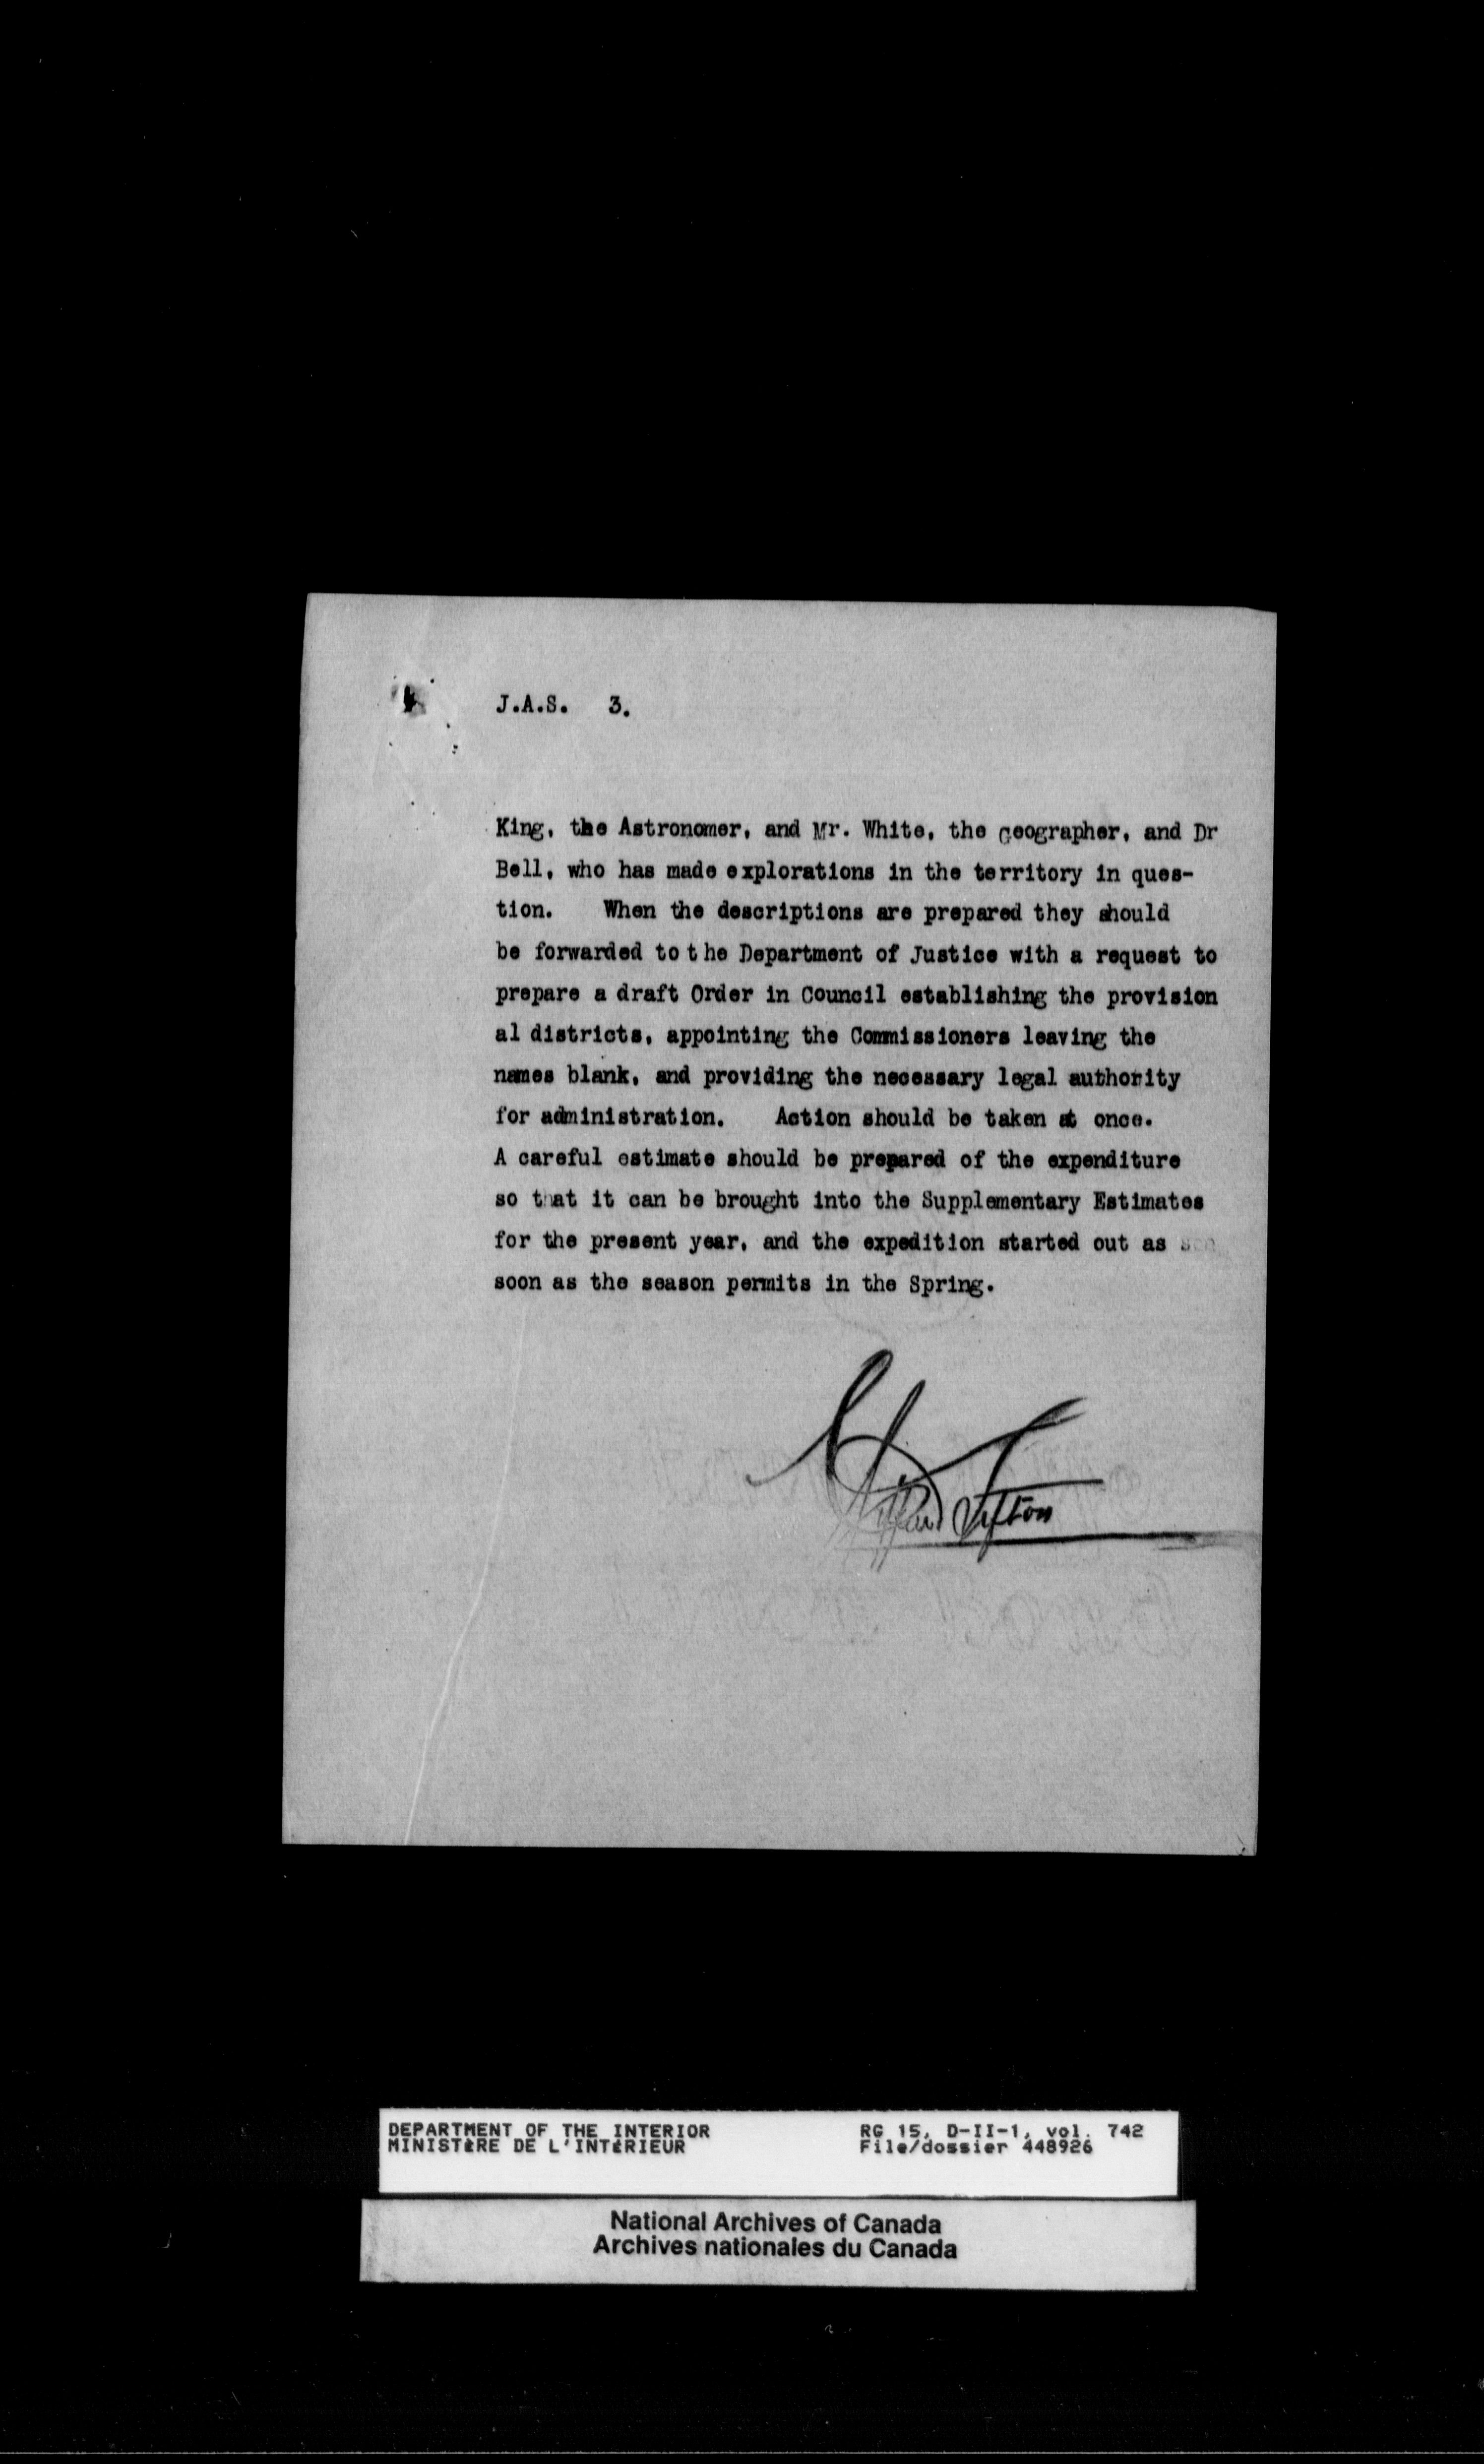 J.A.S. 3.
King, the Astronomer, and Mr. White, the geographer, and Dr
Bell, who has made explorations in the territory in ques-
tion. When the descriptions are prepared they should
be forwarded to the Department of Justice with a request to
prepare a draft Order in Council establishing the provision
al districts, appointing the Commissioners leaving the
names blank, and providing the necessary legal authority
for administration. Action should be taken at once.
A careful estimate should be prepared of the expenditure
so that it can be brought into the Supplementary Estimates
for the present year, and the expedition started out as
soon as the season permits in the Spring.
Clifford Sifton
DEPARTMENT OF THE INTERIOR RG 15, D-II-1, vol. 742
MINISTÈRE DE L'INTÉRIEUR File/dossier 448926
National Archives of Canada
Archives nationales du Canada